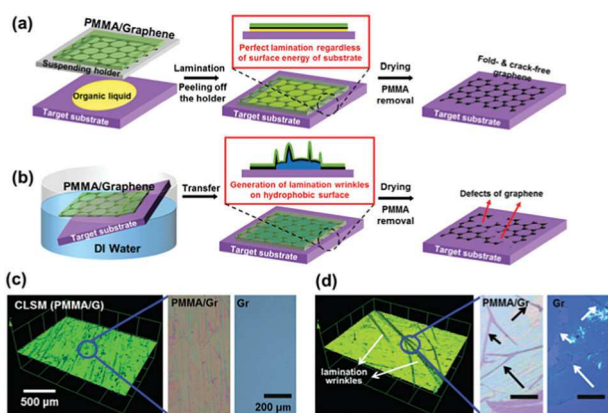 (a)
PMMA/Graphene
Suspending holder
Organic liquid
Target substrate
Lamination
Peeling off
the holder
Perfect lamination regardless
of surface energy of substrate
Target substrate
Drying
PMMA
removal
Fold- & crack-free
graphene
Target substrate
(b)
PMMA/Graphene
Target substrate
DI Water
Transfer
Generation of lamination wrinkles
on hydrophobic surface
Target substrate
Drying
PMMA
removal
Defects of graphene
Target substrate
(c)
CLSM (PMMA/G)
500 µm
PMMA/Gr
Gr
200 µm
(d)
lamination
wrinkles
PMMA/Gr
Gr